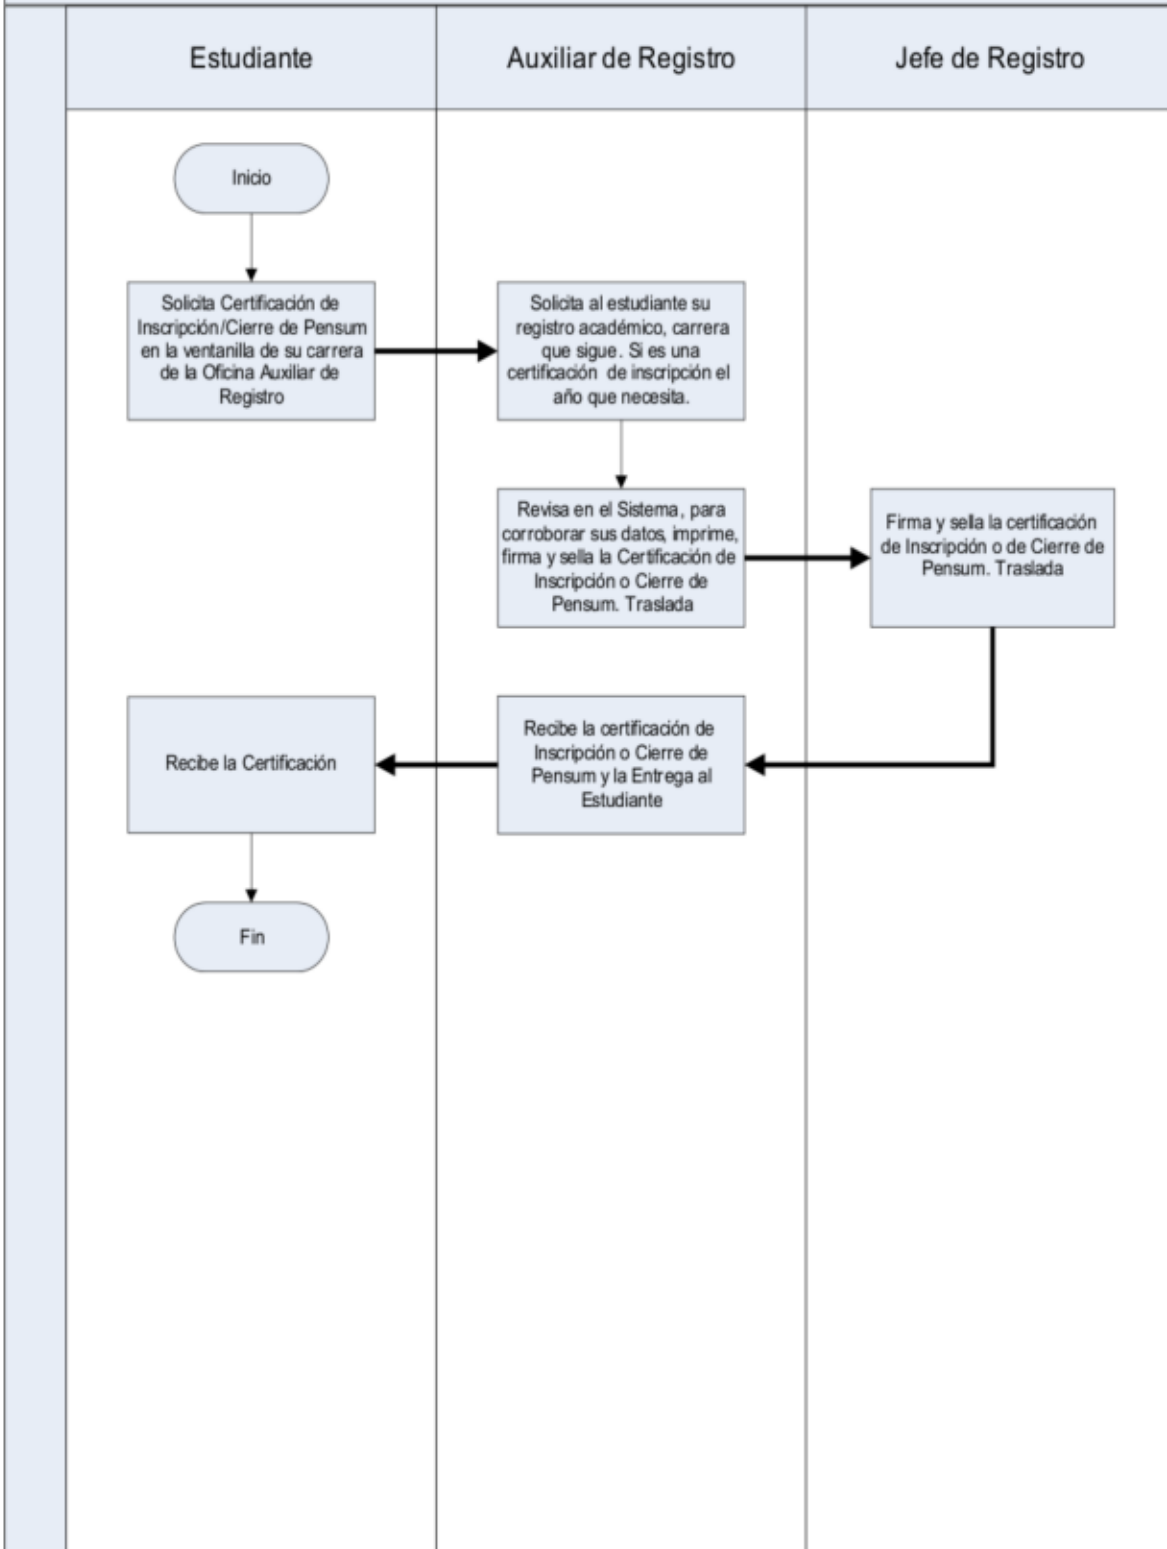 Estudiante
Auxiliar de Registro
Jefe de Registro
Inicio
Solicita Certificación de
Inscripción/Cierre de Pensum
en la ventanilla de su carrera
de la Oficina Auxiliar de
Registro
Solicita al estudiante su
registro académico, carrera
que sigue. Si es una
certificación de inscripción el
año que necesita.
Revisa en el Sistema, para
corroborar sus datos, imprime,
firma y sella la Certificación de
Inscripción o Cierre de
Pensum. Traslada
Firma y sella la certificación
de Inscripción o de Cierre de
Pensum. Traslada
Recibe la certificación de
Inscripción o Cierre de
Pensum y la Entrega al
Estudiante
Recibe la Certificación
Fin